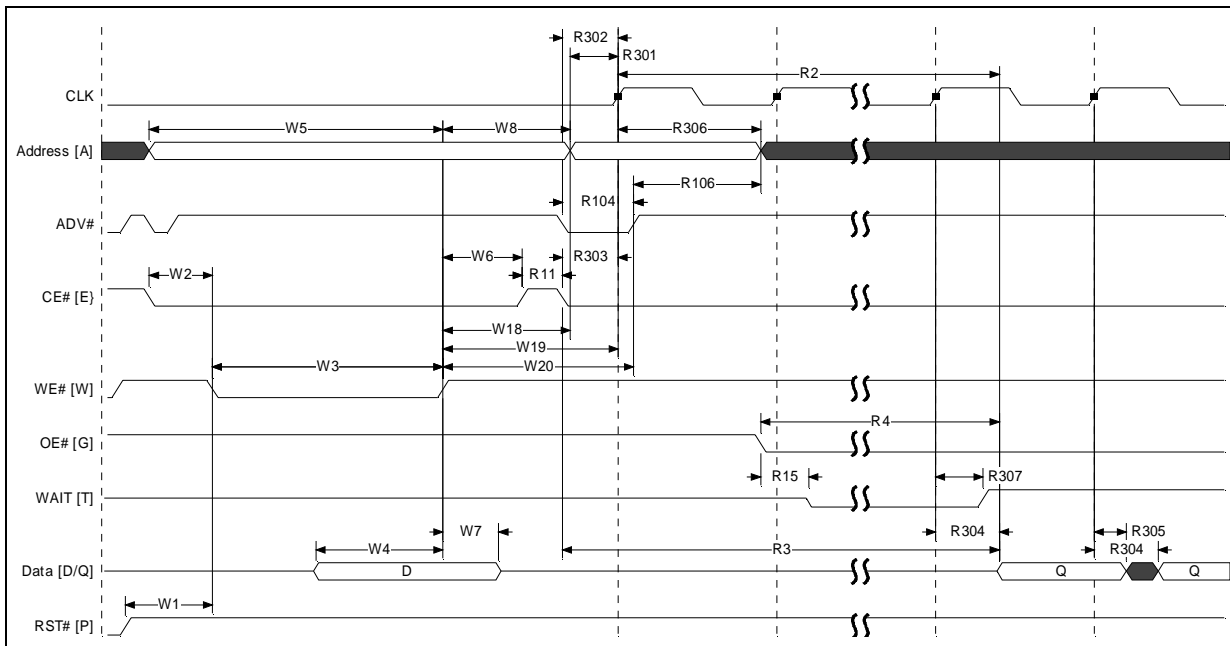 R302
R301
R2
CLK
W5
W8
R306
Address [A]
R106
R104
ADV#
W6
R303
W2
R11
CE# [E}
W18
W19
W3
W20
WE# [W]
R4
OE# [G]
R15
R307
WAIT [T]
W7
R304
R305
W4
R3
R304
Data [D/Q]
D
Q
Q
W1
RST# [P]